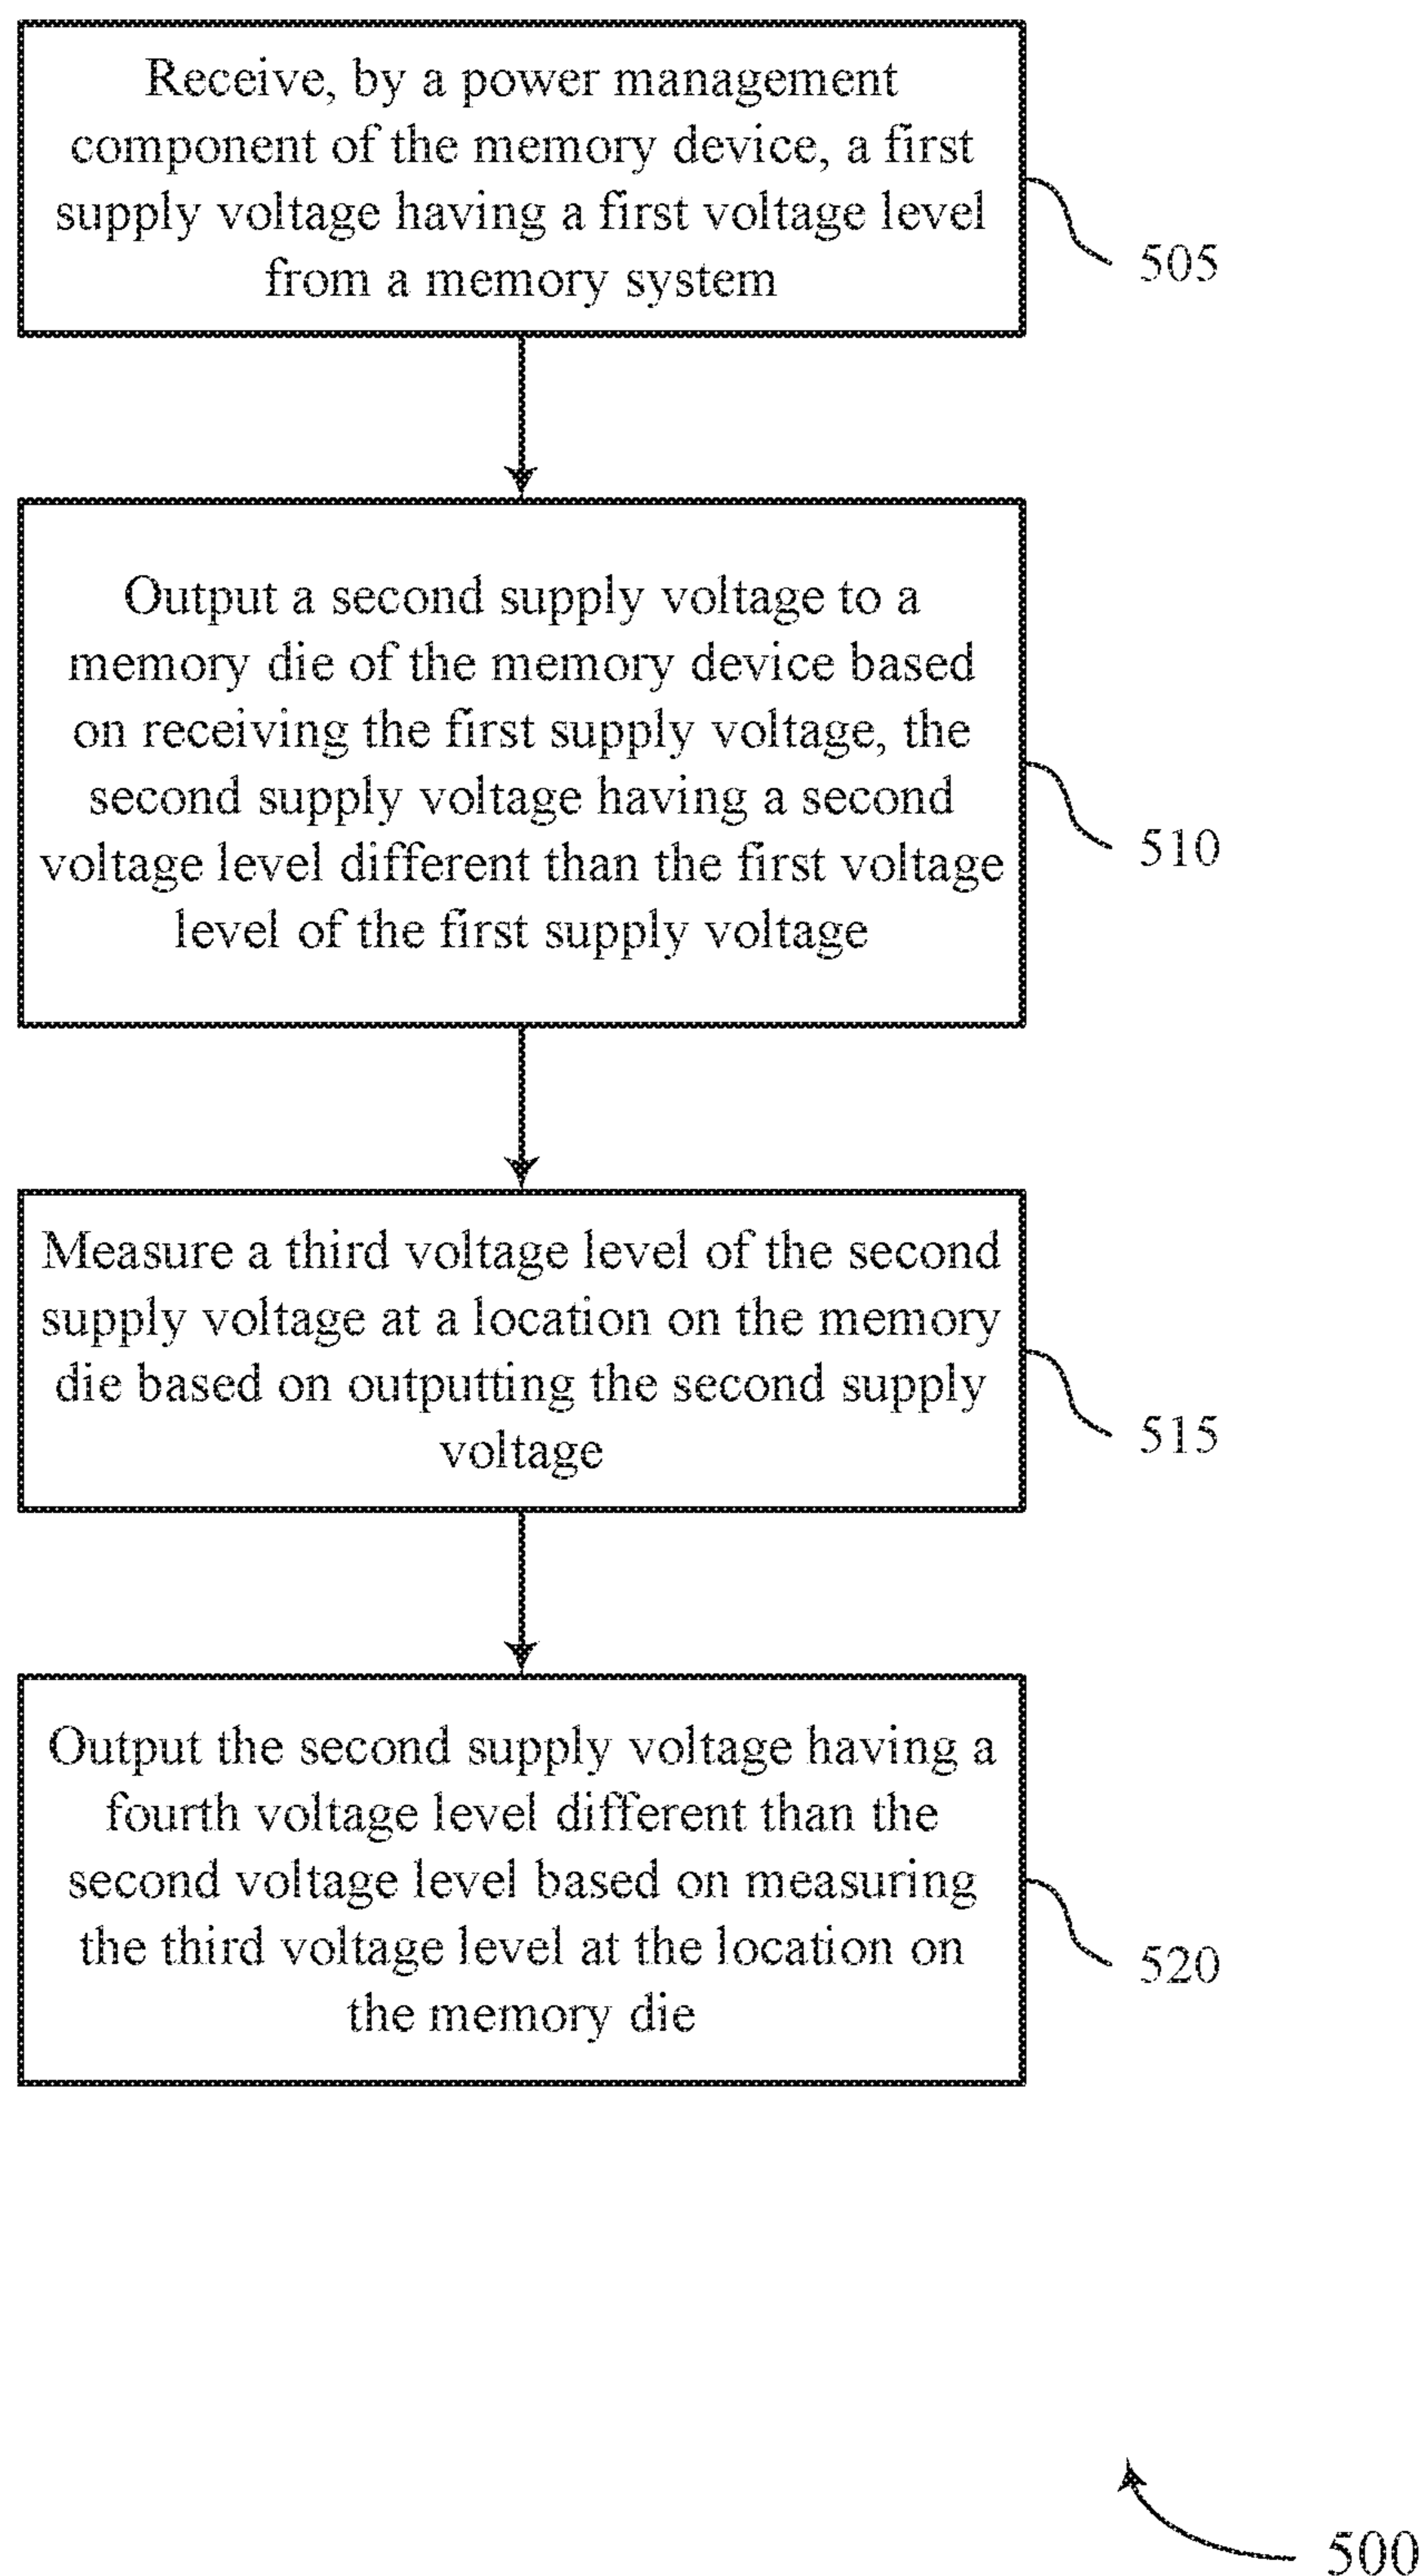 Receive, by a power management
component of the memory device, a first
supply voltage having a first voltage level
from a memory system
505
Output a second supply voltage to a
memory die of the memory device based
on receiving the first supply voltage, the
second supply voltage having a second
voltage level different than the first voltage
level of the first supply voltage
510
Measure a third voltage level of the second
supply voltage at a location on the memory
die based on outputting the second supply
voltage
515
Output the second supply voltage having a
fourth voltage level different than the
second voltage level based on measuring
the third voltage level at the location on
the memory die
520
500